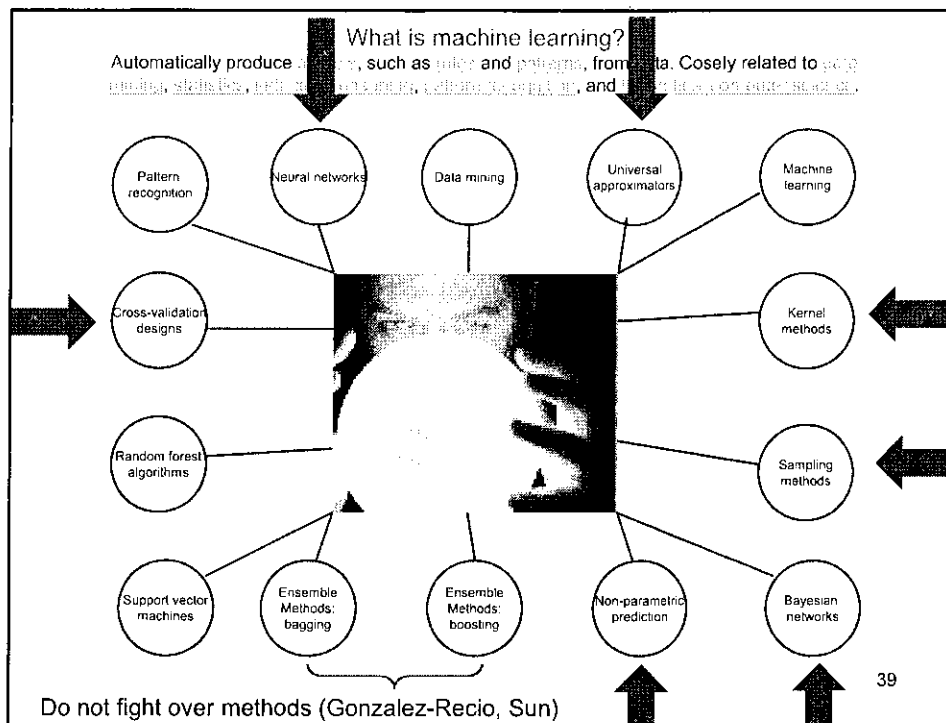 What is machine learning?
Automatically produce , such as and , from data. Cosely related to
, and
Pattern
recognition
Neural networks
Data mining
Universal
approximators
Machine
learning
Cross-validation
designs
Kernel
methods
Random forest
algorithms
Sampling
methods
Support vector
machines
Ensemble
Methods:
bagging
Ensemble
Methods:
boosting
Non-parametric
prediction
Bayesian
networks
39
Do not fight over methods (Gonzalez-Recio, Sun)